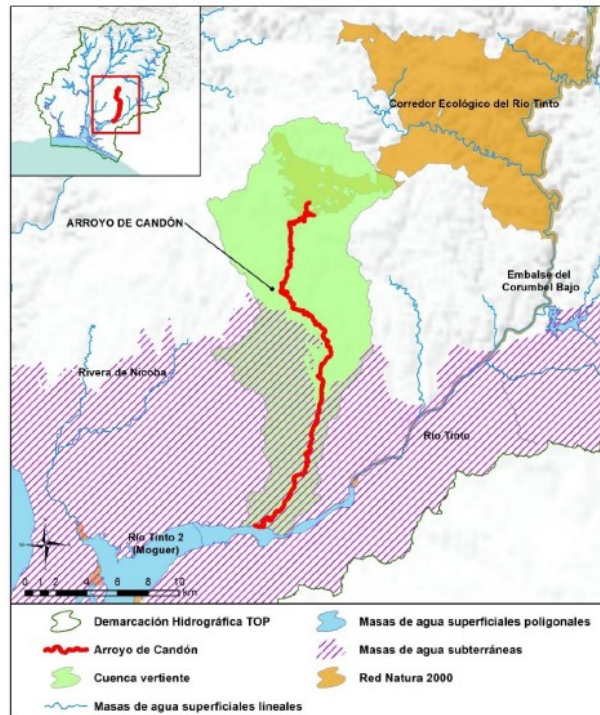 Corredor Ecológico del Río Tinto
ARROYO DE CANDÓN
Embalse del
Corumbel Bajo
Rivera de Nicoba
Río Tinto
Río Tinto 2
(Moguer)
0 1 2 4 6 8 10
km
Demarcación Hidrográfica TOP
Masas de agua superficiales poligonales
Arroyo de Candón
Masas de agua subterráneas
Cuenca vertiente
Red Natura 2000
Masas de agua superficiales lineales